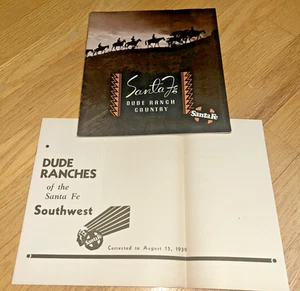 Santa Fe
DUDE RANCH
COUNTRY
Santa Fe
DUDE
RANCHES
of the
Santa Fe
Southwest
Santa Fe
Corrected to August 15, 1938